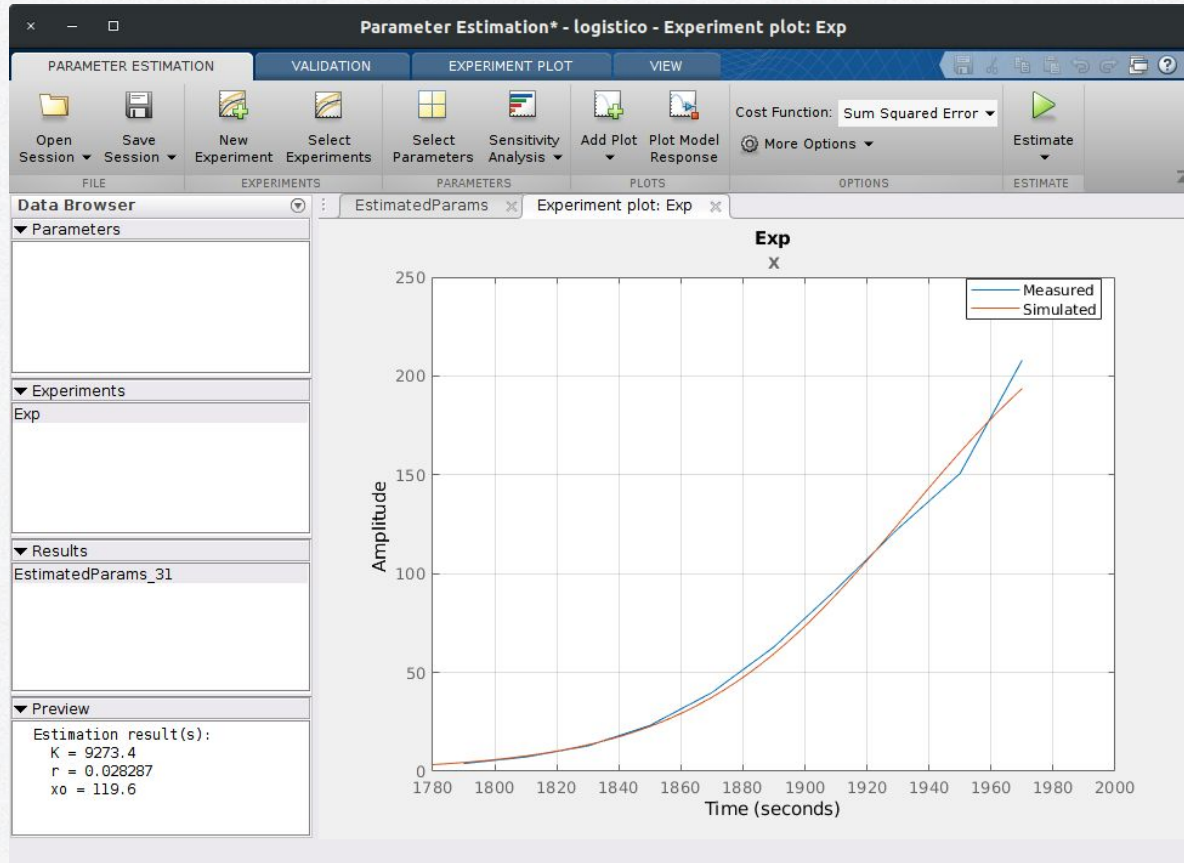 Parameter Estimation* - logistico - Experiment plot: Exp
PARAMETER ESTIMATION VALIDATION EXPERIMENT PLOT VIEW
Open Session Save Session New Experiment Select Experiments Select Parameters Sensitivity Analysis Add Plot Plot Model Response
Cost Function: Sum Squared Error
More Options
Estimate
FILE EXPERIMENTS PARAMETERS PLOTS OPTIONS ESTIMATE
Data Browser
Parameters
Experiments
Exp
Results
EstimatedParams_31
Preview
Estimation result(s):
K = 9273.4
r = 0.028287
xo = 119.6
EstimatedParams Experiment plot: Exp
Exp
x
Measured
Simulated
250
200
150
100
50
0
Amplitude
1780 1800 1820 1840 1860 1880 1900 1920 1940 1960 1980 2000
Time (seconds)